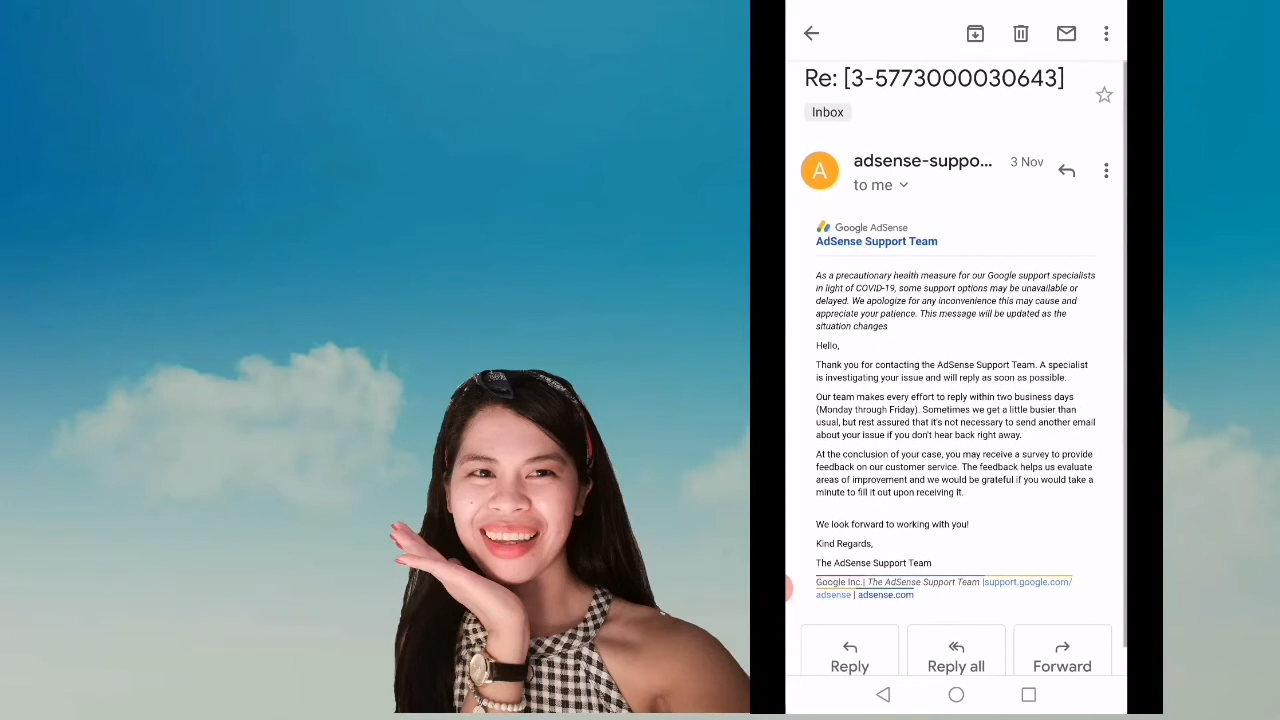 Re: [3-5773000030643]
Inbox
adsense-suppo... 3 Nov
A
to me
Google AdSense
AdSense Support Team
As a precautionary health measure for our Google support specialists
in light of COVID-19, some support options may be unavailable or
delayed. We apologize for any inconvenience this may cause and
appreciate your patience. This message will be updated as the
situation changes
Hello,
Thank you for contacting the AdSense Support Team. A specialist
is investigating your issue and will reply as soon as possible.
Our team makes every effort to reply within two business days
(Monday through Friday). Sometimes we get a little busier than
usual, but rest assured that it's not necessary to send another email
about your issue if you don't hear back right away.
At the conclusion of your case, you may receive a survey to provide
feedback on our customer service. The feedback helps us evaluate
areas of improvement and we would be grateful if you would take a
minute to fill it out upon receiving it.
We look forward to working with you!
Kind Regards,
The AdSense Support Team
Google Inc.| The AdSense Support Team |support.google.com/
adsense | adsense.com
Reply Reply all Forward